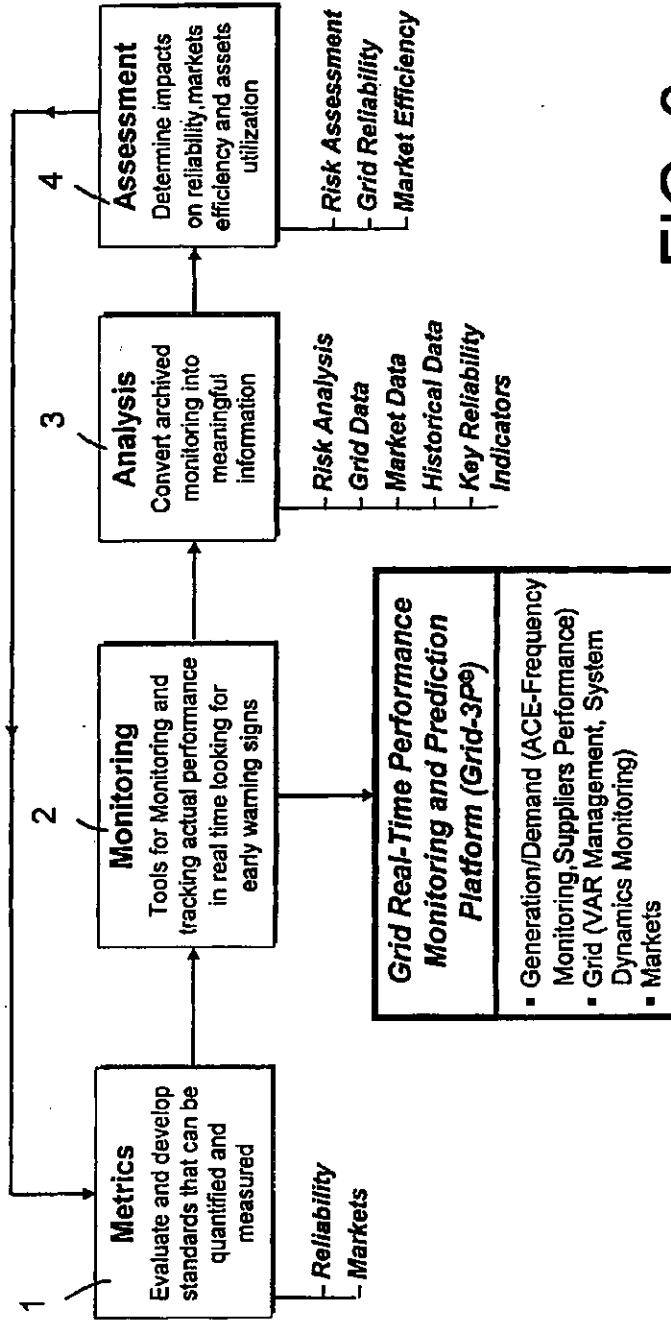 1
Metrics
Evaluate and develop
standards that can be
quantified and
measured
Reliability
Markets
2
Monitoring
Tools for Monitoring and
tracking actual performance
in real time looking for
early warning signs
Grid Real-Time Performance
Monitoring and Prediction
Platform (Grid-3P©)
▪ Generation/Demand (ACE-Frequency
Monitoring,Suppliers Performance)
▪ Grid (VAR Management, System
Dynamics Monitoring)
▪ Markets
3
Analysis
Convert archived
monitoring into
meaningful
information
Risk Analysis
Grid Data
Market Data
Historical Data
Key Reliability
Indicators
4
Assessment
Determine impacts
on reliability,markets
efficiency and assets
utilization
Risk Assessment
Grid Reliability
Market Efficiency
FIG.